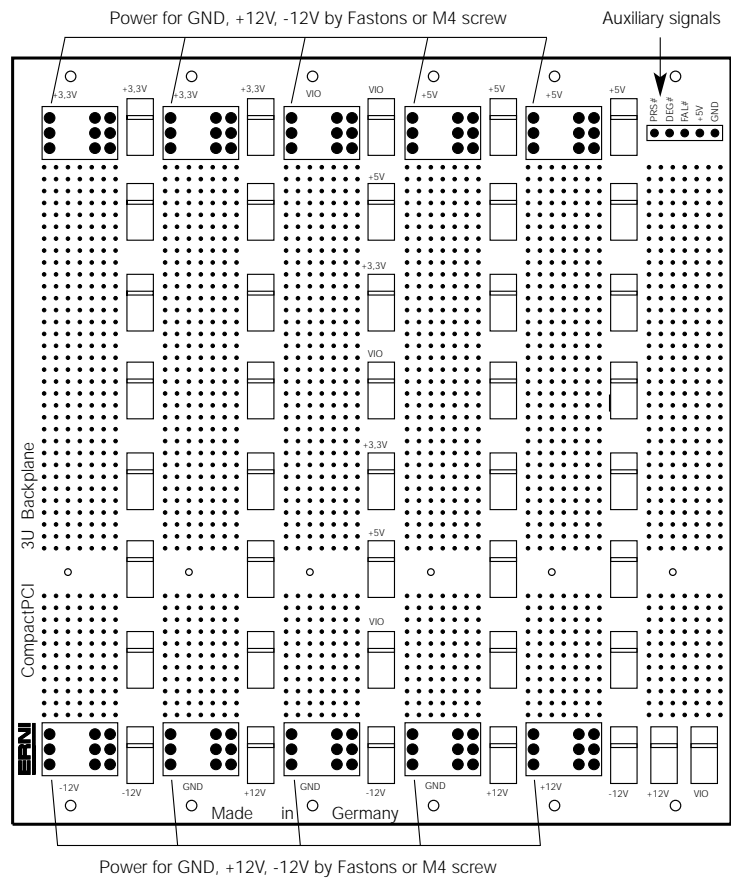 Power for GND, +12V, -12V by Fastons or M4 screw
Auxiliary signals
+3,3V +3,3V +3,3V +3,3V VIO VIO +5V +5V +5V +5V
PRS#
DEG#
FAL#
+5V
GND
+5V
+3,3V
VIO
+3,3V
+5V
VIO
3U Backplane
CompactPCI
ERNI
-12V -12V GND +12V GND -12V GND +12V +12V -12V +12V VIO
Made in Germany
Power for GND, +12V, -12V by Fastons or M4 screw